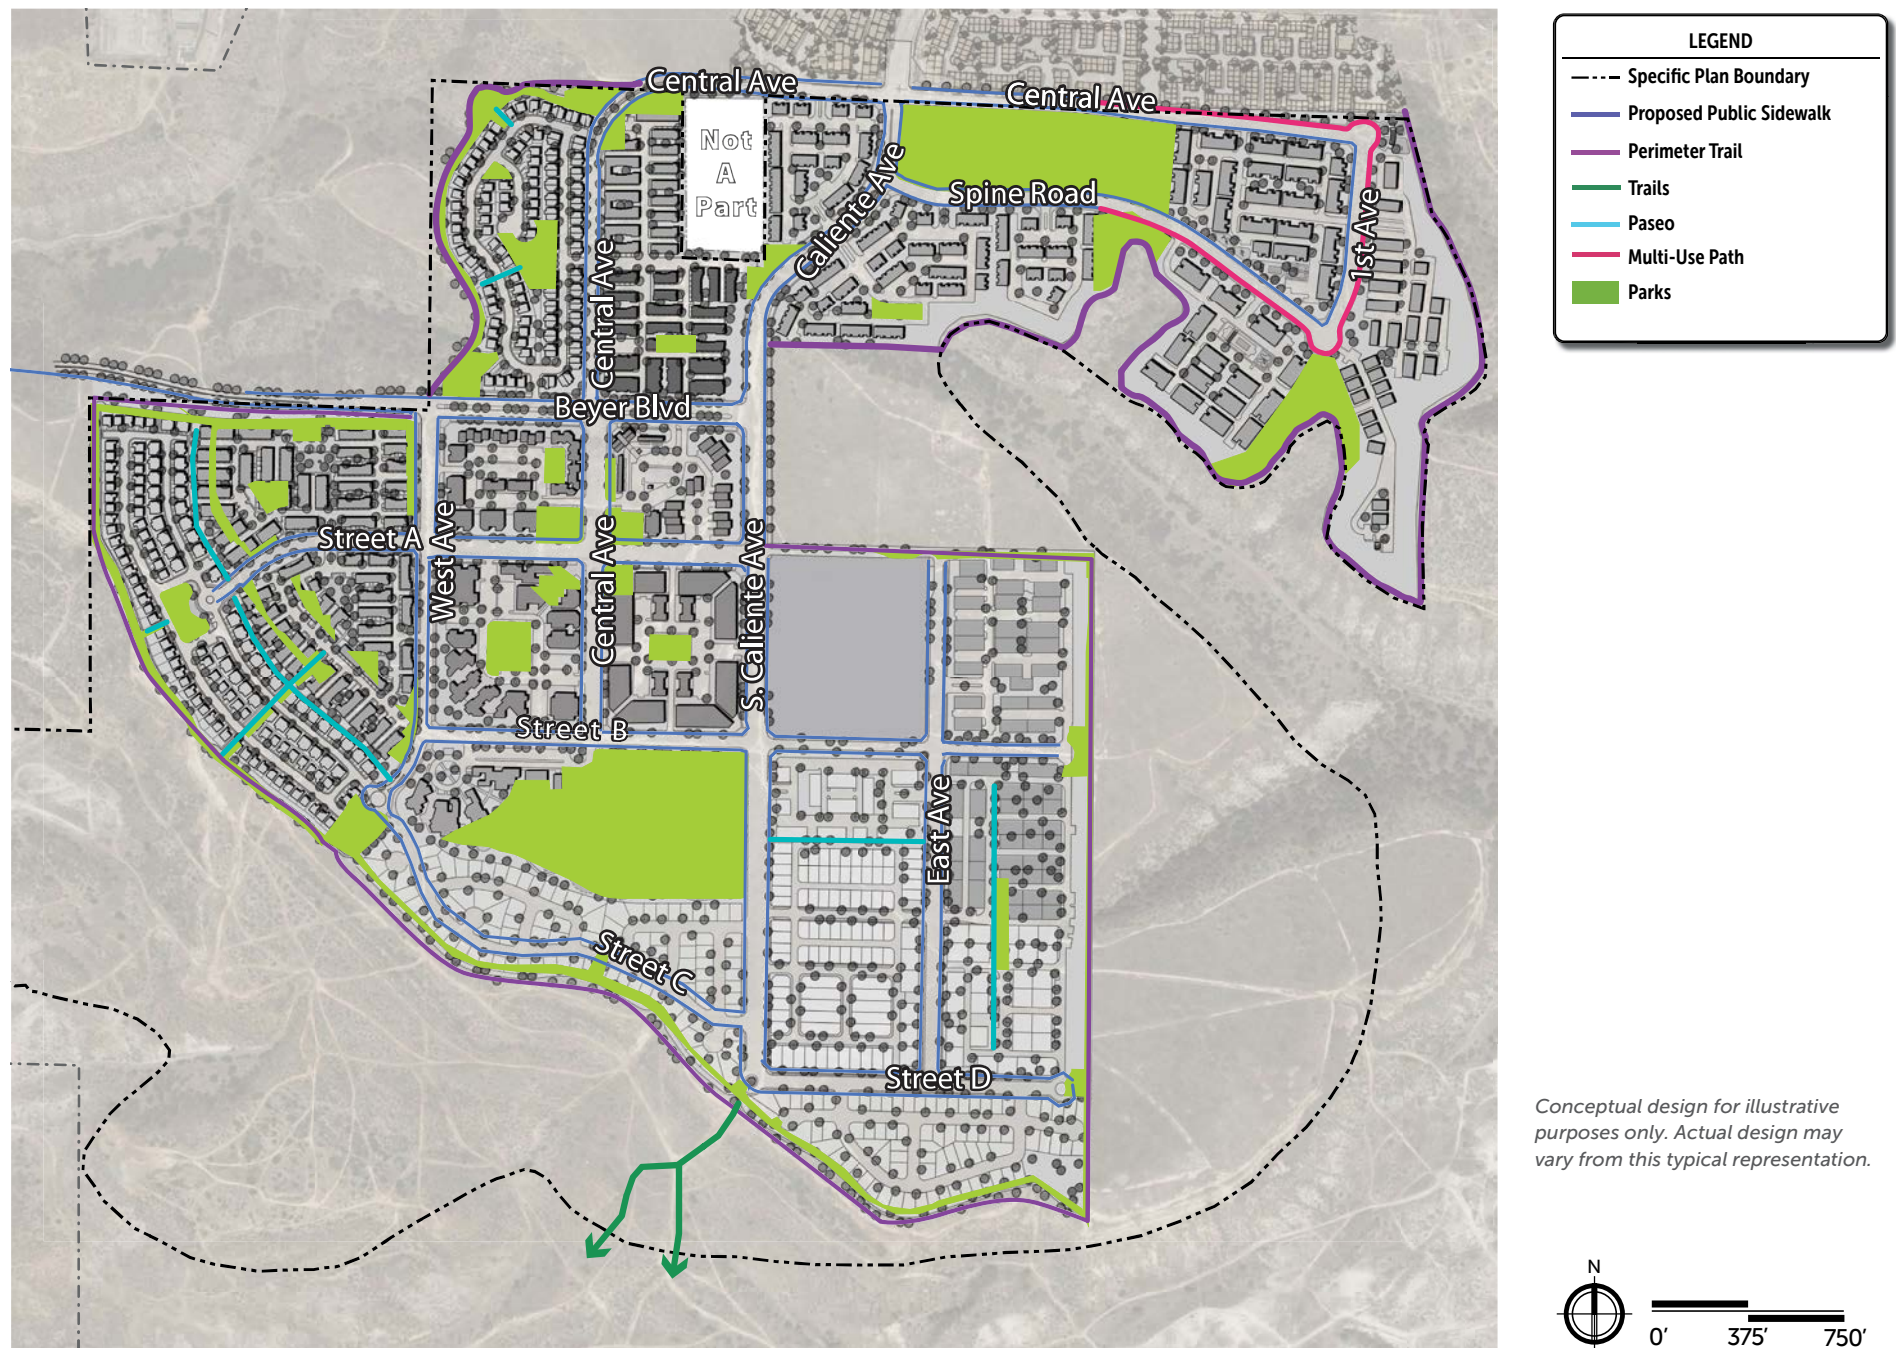 Central Ave
Central Ave
Not
A
Part
Caliente Ave
Spine Road
1st Ave
Central Ave
Beyer Blvd
Street A
West Ave
Central Ave
S. Caliente Ave
Street B
East Ave
Street C
Street D
LEGEND
Specific Plan Boundary
Proposed Public Sidewalk
Perimeter Trail
Trails
Paseo
Multi-Use Path
Parks
Conceptual design for illustrative
purposes only. Actual design may
vary from this typical representation.
N
0' 375' 750'